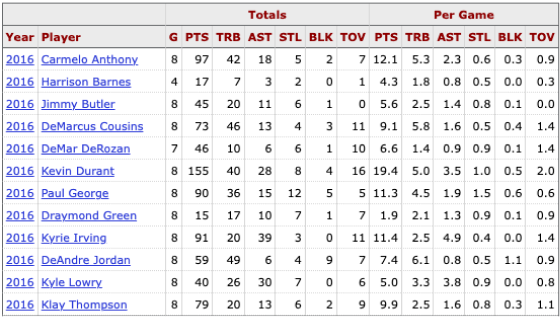 Totals Per Game
Year Player G PTS TRB AST STL BLK TOV PTS TRB AST STL BLK TOV
2016 Carmelo Anthony 8 97 42 18 5 2 7 12.1 5.3 2.3 0.6 0.3 0.9
2016 Harrison Barnes 4 17 7 3 2 0 1 4.3 1.8 0.8 0.5 0.0 0.3
2016 Jimmy Butler 8 45 20 11 6 1 0 5.6 2.5 1.4 0.8 0.1 0.0
2016 DeMarcus Cousins 8 73 46 13 4 3 11 9.1 5.8 1.6 0.5 0.4 1.4
2016 DeMar DeRozan 7 46 10 6 6 1 10 6.6 1.4 0.9 0.9 0.1 1.4
2016 Kevin Durant 8 155 40 28 8 4 16 19.4 5.0 3.5 1.0 0.5 2.0
2016 Paul George 8 90 36 15 12 5 5 11.3 4.5 1.9 1.5 0.6 0.6
2016 Draymond Green 8 15 17 10 7 1 7 1.9 2.1 1.3 0.9 0.1 0.9
2016 Kyrie Irving 8 91 20 39 3 0 11 11.4 2.5 4.9 0.4 0.0 1.4
2016 DeAndre Jordan 8 59 49 6 4 9 7 7.4 6.1 0.8 0.5 1.1 0.9
2016 Kyle Lowry 8 40 26 30 7 0 6 5.0 3.3 3.8 0.9 0.0 0.8
2016 Klay Thompson 8 79 20 13 6 2 9 9.9 2.5 1.6 0.8 0.3 1.1